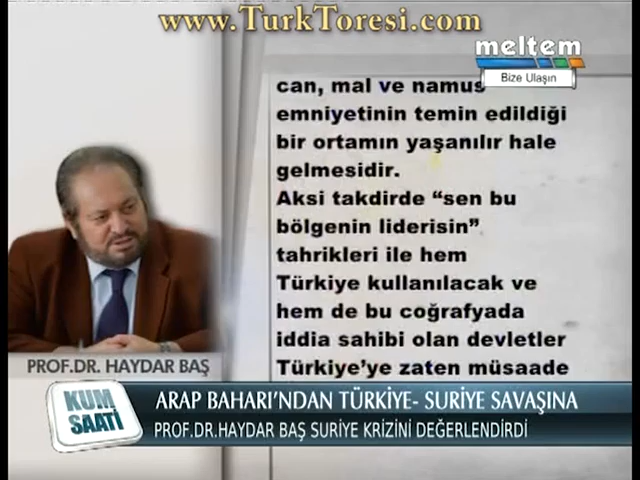 www.TurkToresi.com
meltem
Bize Ulaşın
can, mal ve namus
emniyetinin temin edildiği
bir ortamın yaşanılır hale
gelmesidir.
Aksi takdirde “sen bu
bölgenin liderisin”
tahrikleri ile hem
Türkiye kullanılacak ve
hem de bu coğrafyada
iddia sahibi olan devletler
Türkiye’ye zaten müsaade
PROF.DR. HAYDAR BAŞ
KUM
SAATİ
ARAP BAHARI’NDAN TÜRKİYE- SURİYE SAVAŞINA
PROF.DR.HAYDAR BAŞ SURİYE KRİZİNİ DEĞERLENDİRDİ